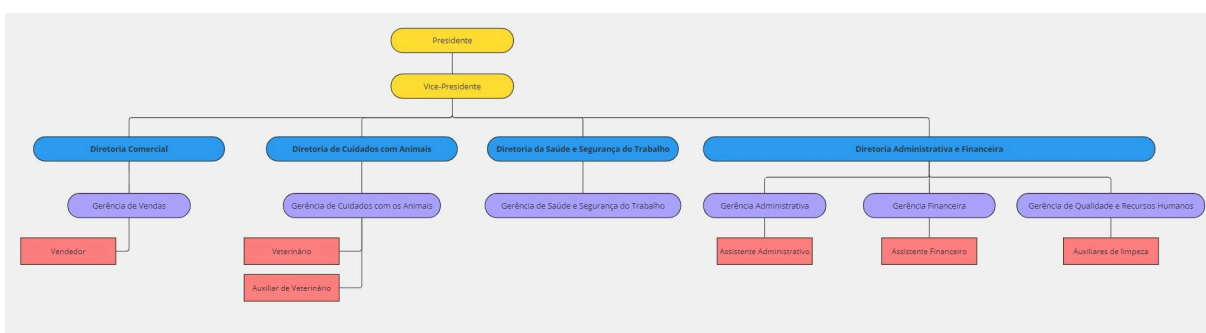 Presidente
Vice-Presidente
Diretoria Comercial
Diretoria de Cuidados com Animais
Diretoria da Saúde e Segurança do Trabalho
Diretoria Administrativa e Financeira
Gerência de Vendas
Gerência de Cuidados com os Animais
Gerência de Saúde e Segurança do Trabalho
Gerência Administrativa
Gerência Financeira
Gerência de Qualidade e Recursos Humanos
Vendedor
Veterinário
Assistente Administrativo
Assistente Financeiro
Auxiliares de limpeza
Auxiliar de Veterinário